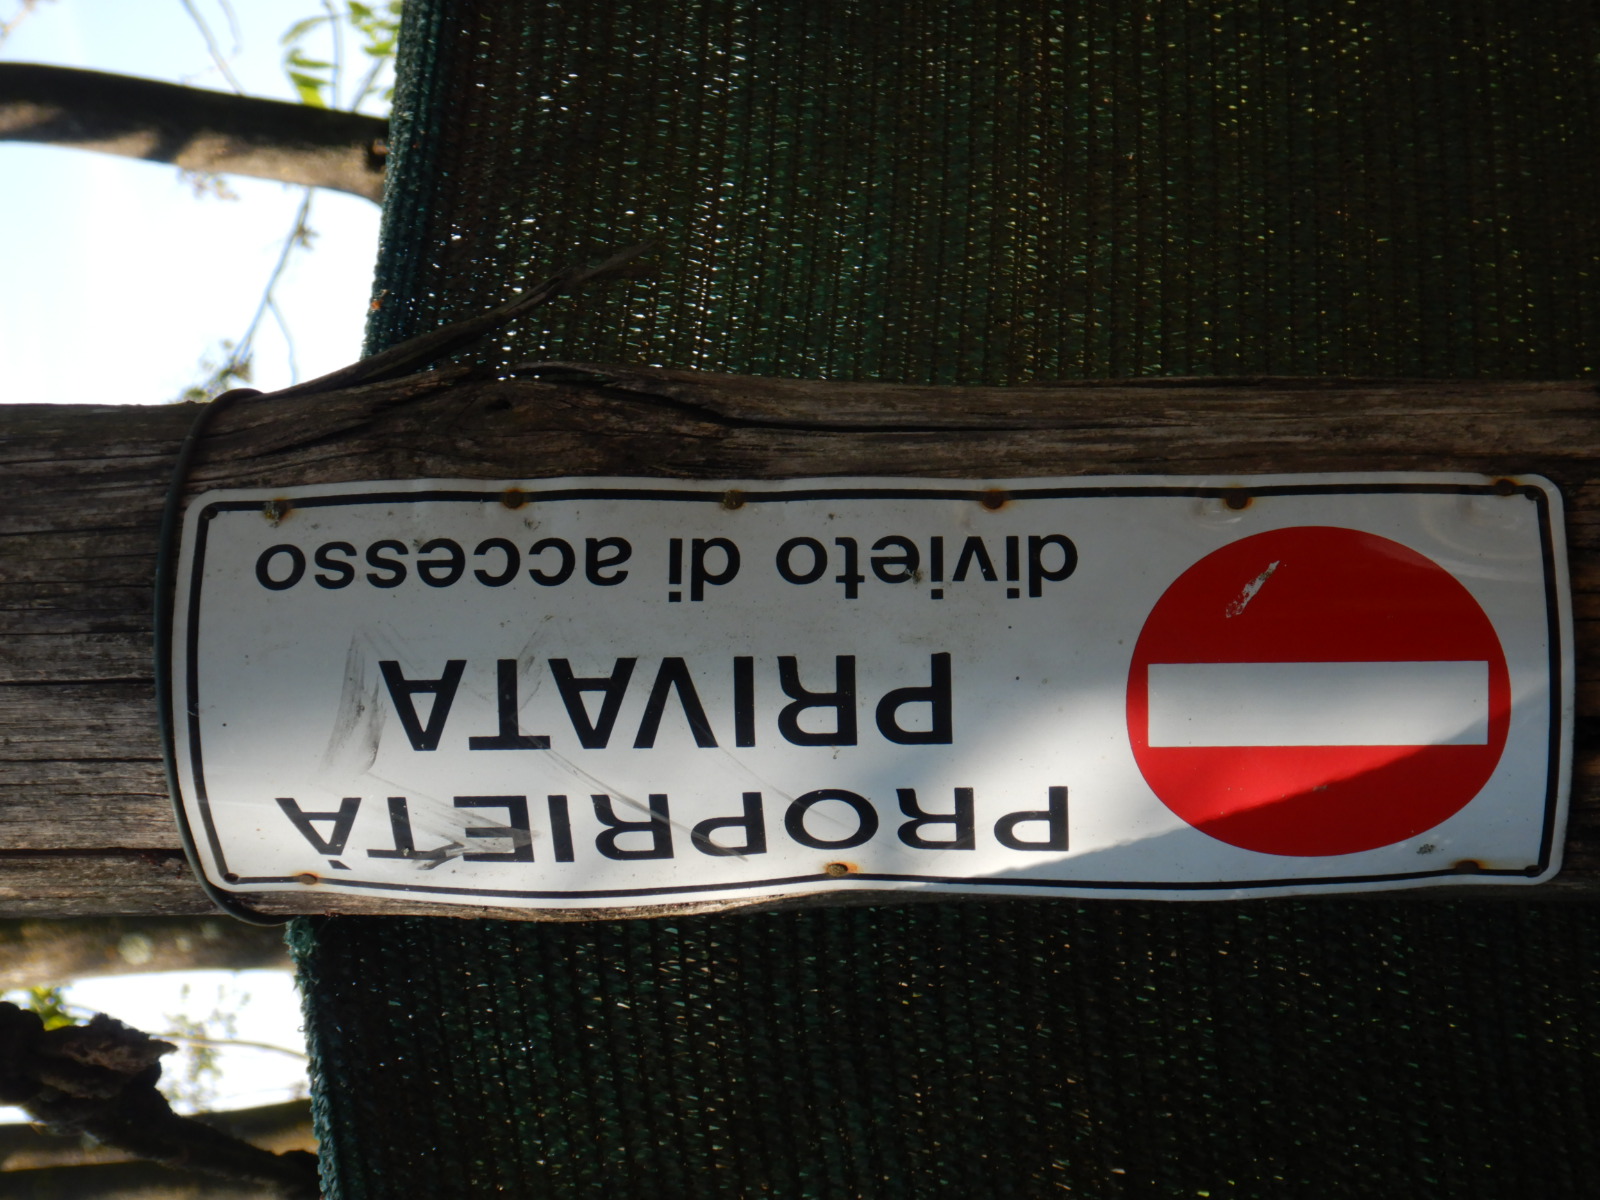 PROPRIETÀ
PRIVATA
divieto di accesso